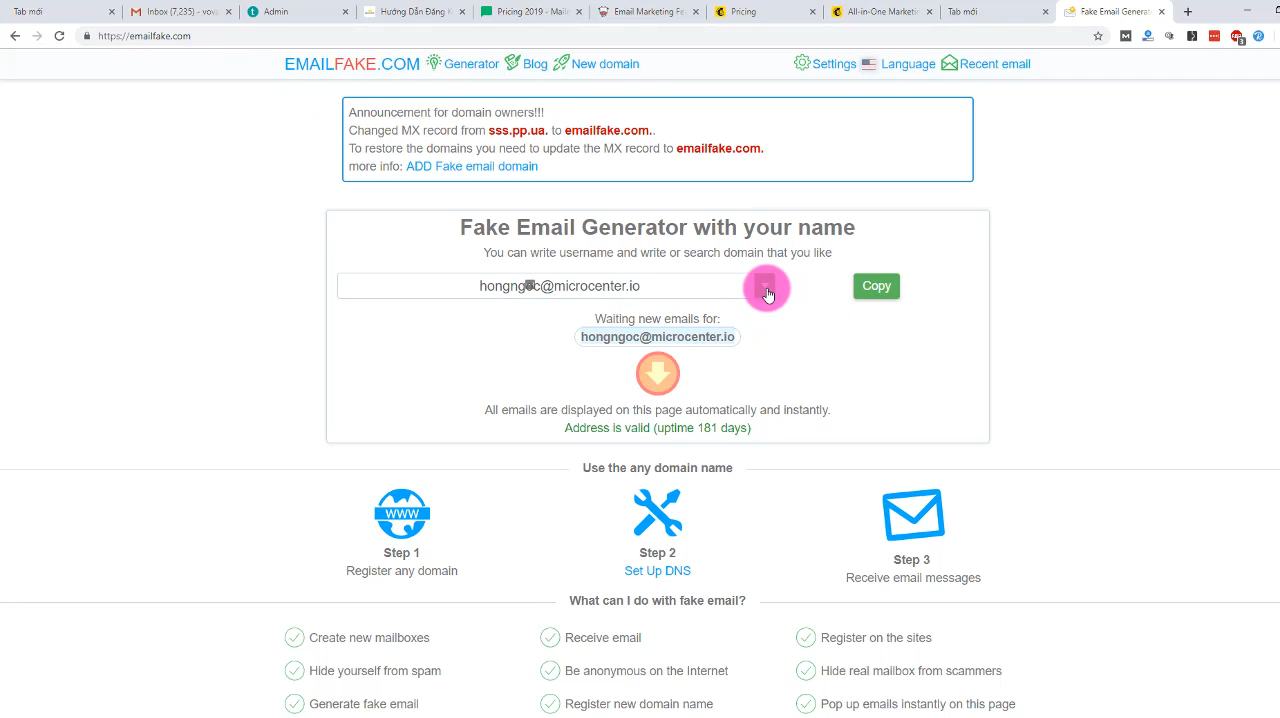 Tab mới
Inbox (7,235) - vova
Admin
Hướng Dẫn Đăng K
Pricing 2019 - Maile
Email Marketing Fe
Pricing
All-in-One Marketin
Tab mới
Fake Email Generat
https://emailfake.com
3
EMAILFAKE.COM Generator Blog New domain Settings Language Recent email
Announcement for domain owners!!!
Changed MX record from sss.pp.ua. to emailfake.com..
To restore the domains you need to update the MX record to emailfake.com.
more info: ADD Fake email domain
Fake Email Generator with your name
You can write username and write or search domain that you like
hongngoc@microcenter.io
Copy
Waiting new emails for:
hongngoc@microcenter.io
All emails are displayed on this page automatically and instantly.
Address is valid (uptime 181 days)
Use the any domain name
WWW
Step 1
Register any domain
Step 2
Set Up DNS
Step 3
Receive email messages
What can I do with fake email?
Create new mailboxes
Receive email
Register on the sites
Hide yourself from spam
Be anonymous on the Internet
Hide real mailbox from scammers
Generate fake email
Register new domain name
Pop up emails instantly on this page